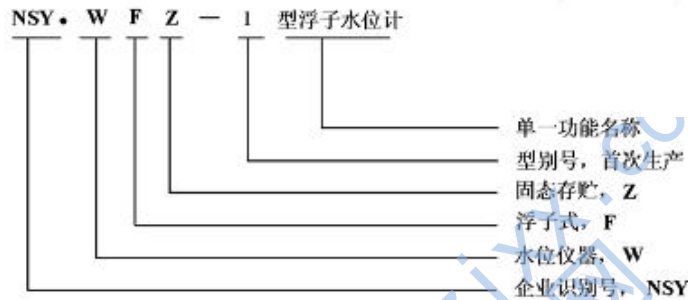 NSY • W F Z — 1 型浮子水位计
单一功能名称
型别号，首次生产
固态存贮，Z
浮子式，F
水位仪器，W
企业识别号，NSY